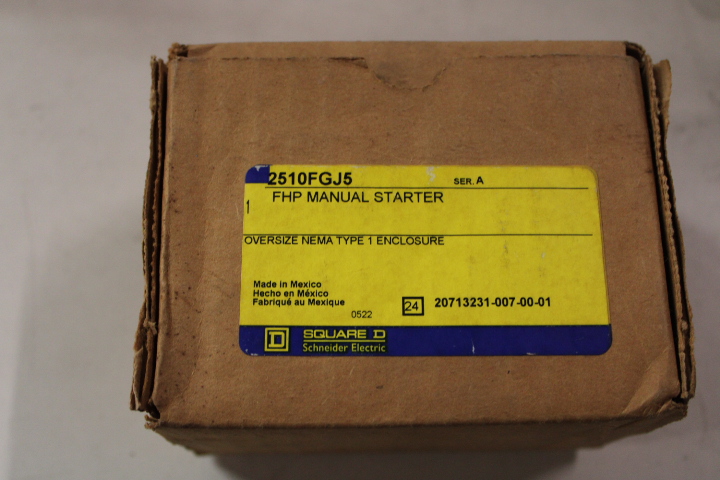 2510FGJ5 SER. A
1 FHP MANUAL STARTER
OVERSIZE NEMA TYPE 1 ENCLOSURE
Made in Mexico
Hecho en México
Fabriqué au Mexique
0522 24 20713231-007-00-01
SQUARE D
Schneider Electric